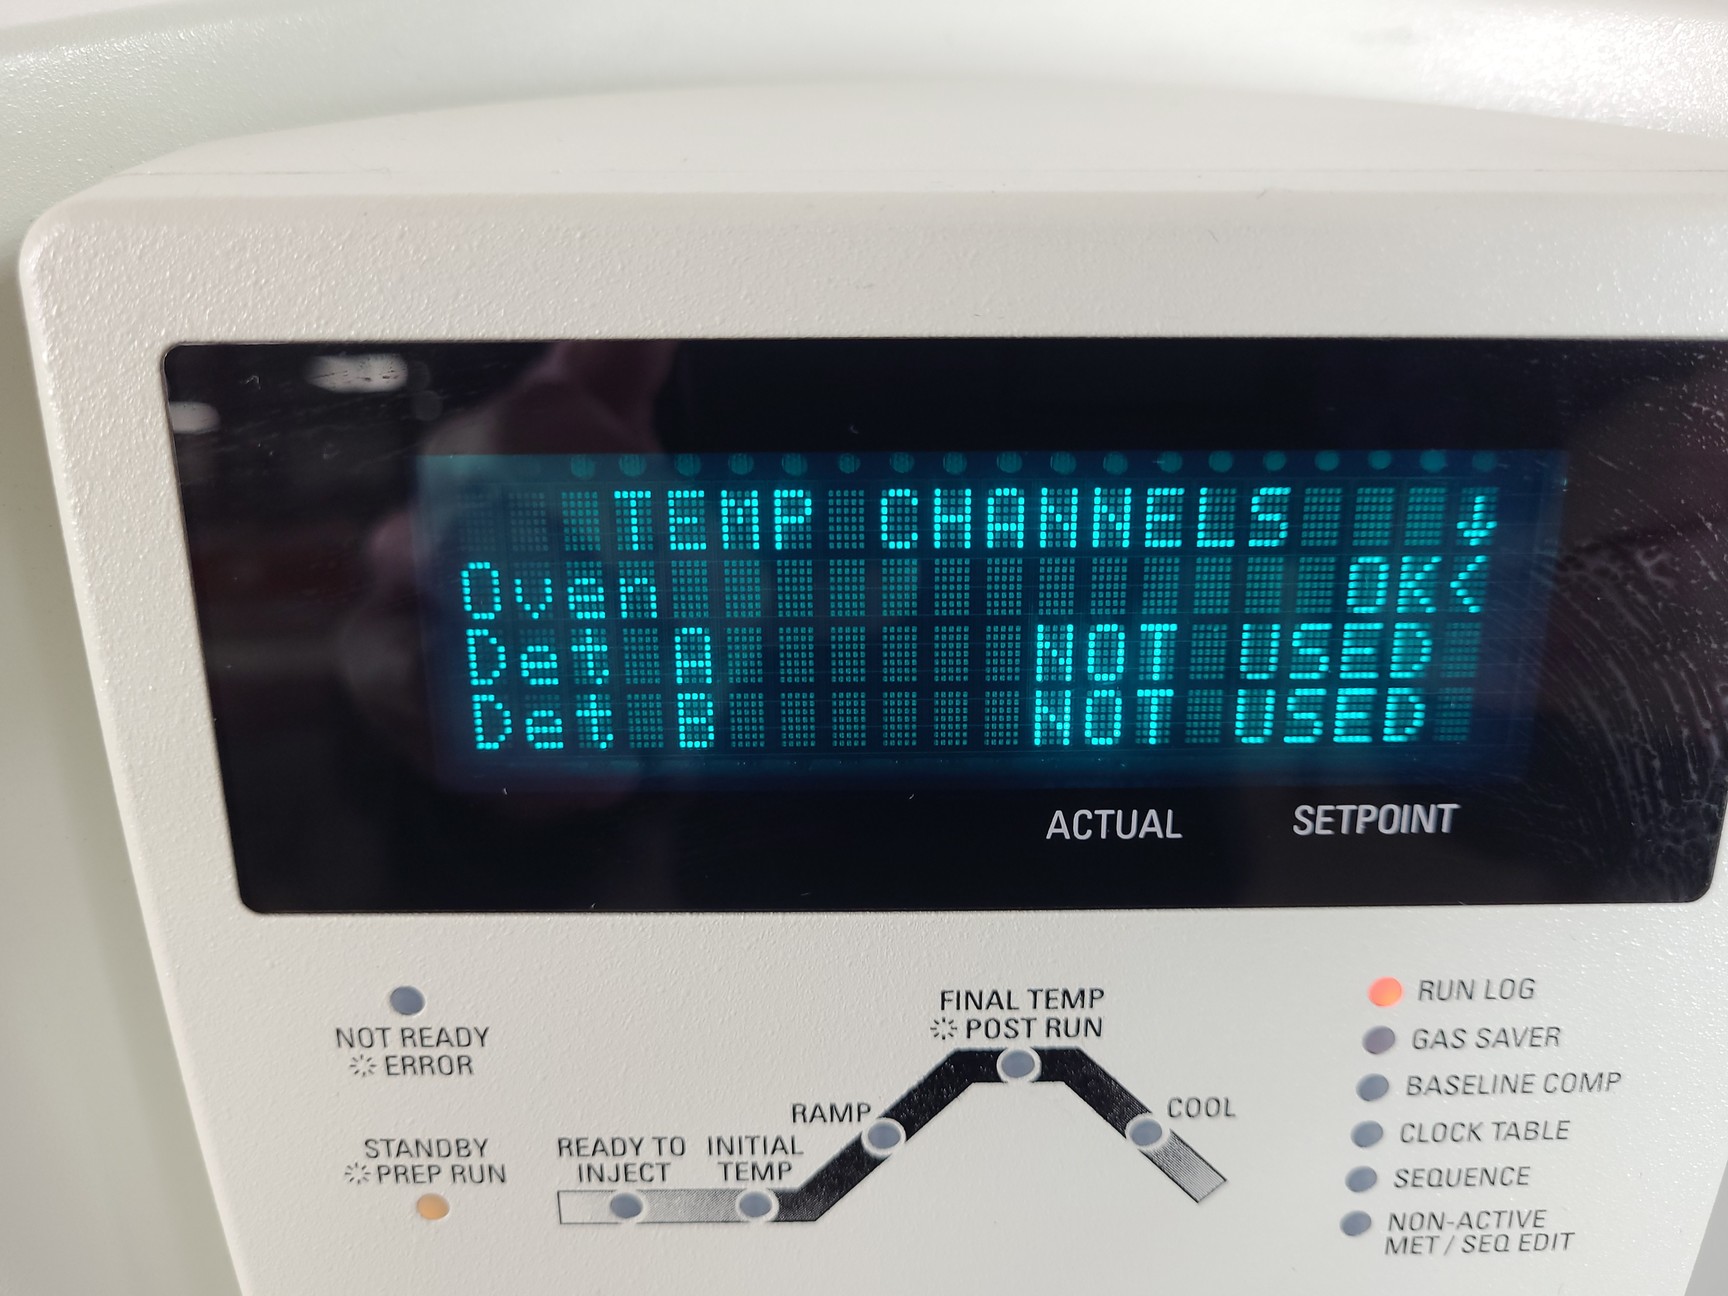 TEMP CHANNELS ↓
Oven OK<
Det A NOT USED
Det B NOT USED
ACTUAL SETPOINT
NOT READY
ERROR
STANDBY
PREP RUN
READY TO
INJECT
INITIAL
TEMP
RAMP
FINAL TEMP
POST RUN
COOL
RUN LOG
GAS SAVER
BASELINE COMP
CLOCK TABLE
SEQUENCE
NON-ACTIVE
MET / SEQ EDIT